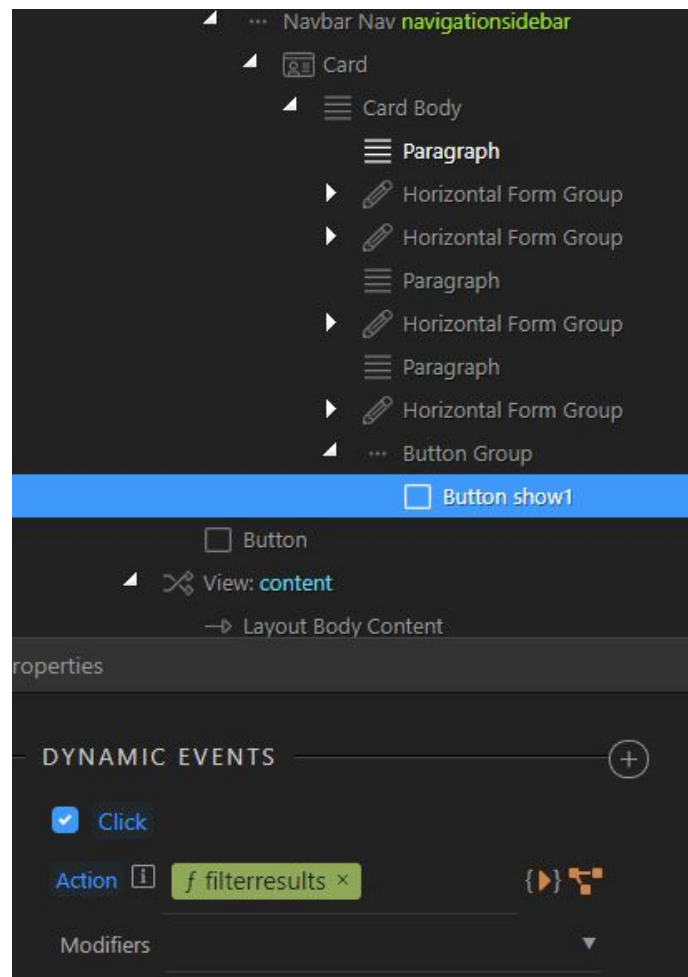 Navbar Nav navigationsidebar
Card
Card Body
Paragraph
Horizontal Form Group
Horizontal Form Group
Paragraph
Horizontal Form Group
Paragraph
Horizontal Form Group
Button Group
Button show1
Button
View: content
Layout Body Content
roperties
DYNAMIC EVENTS
Click
Action i f filterresults ×
Modifiers